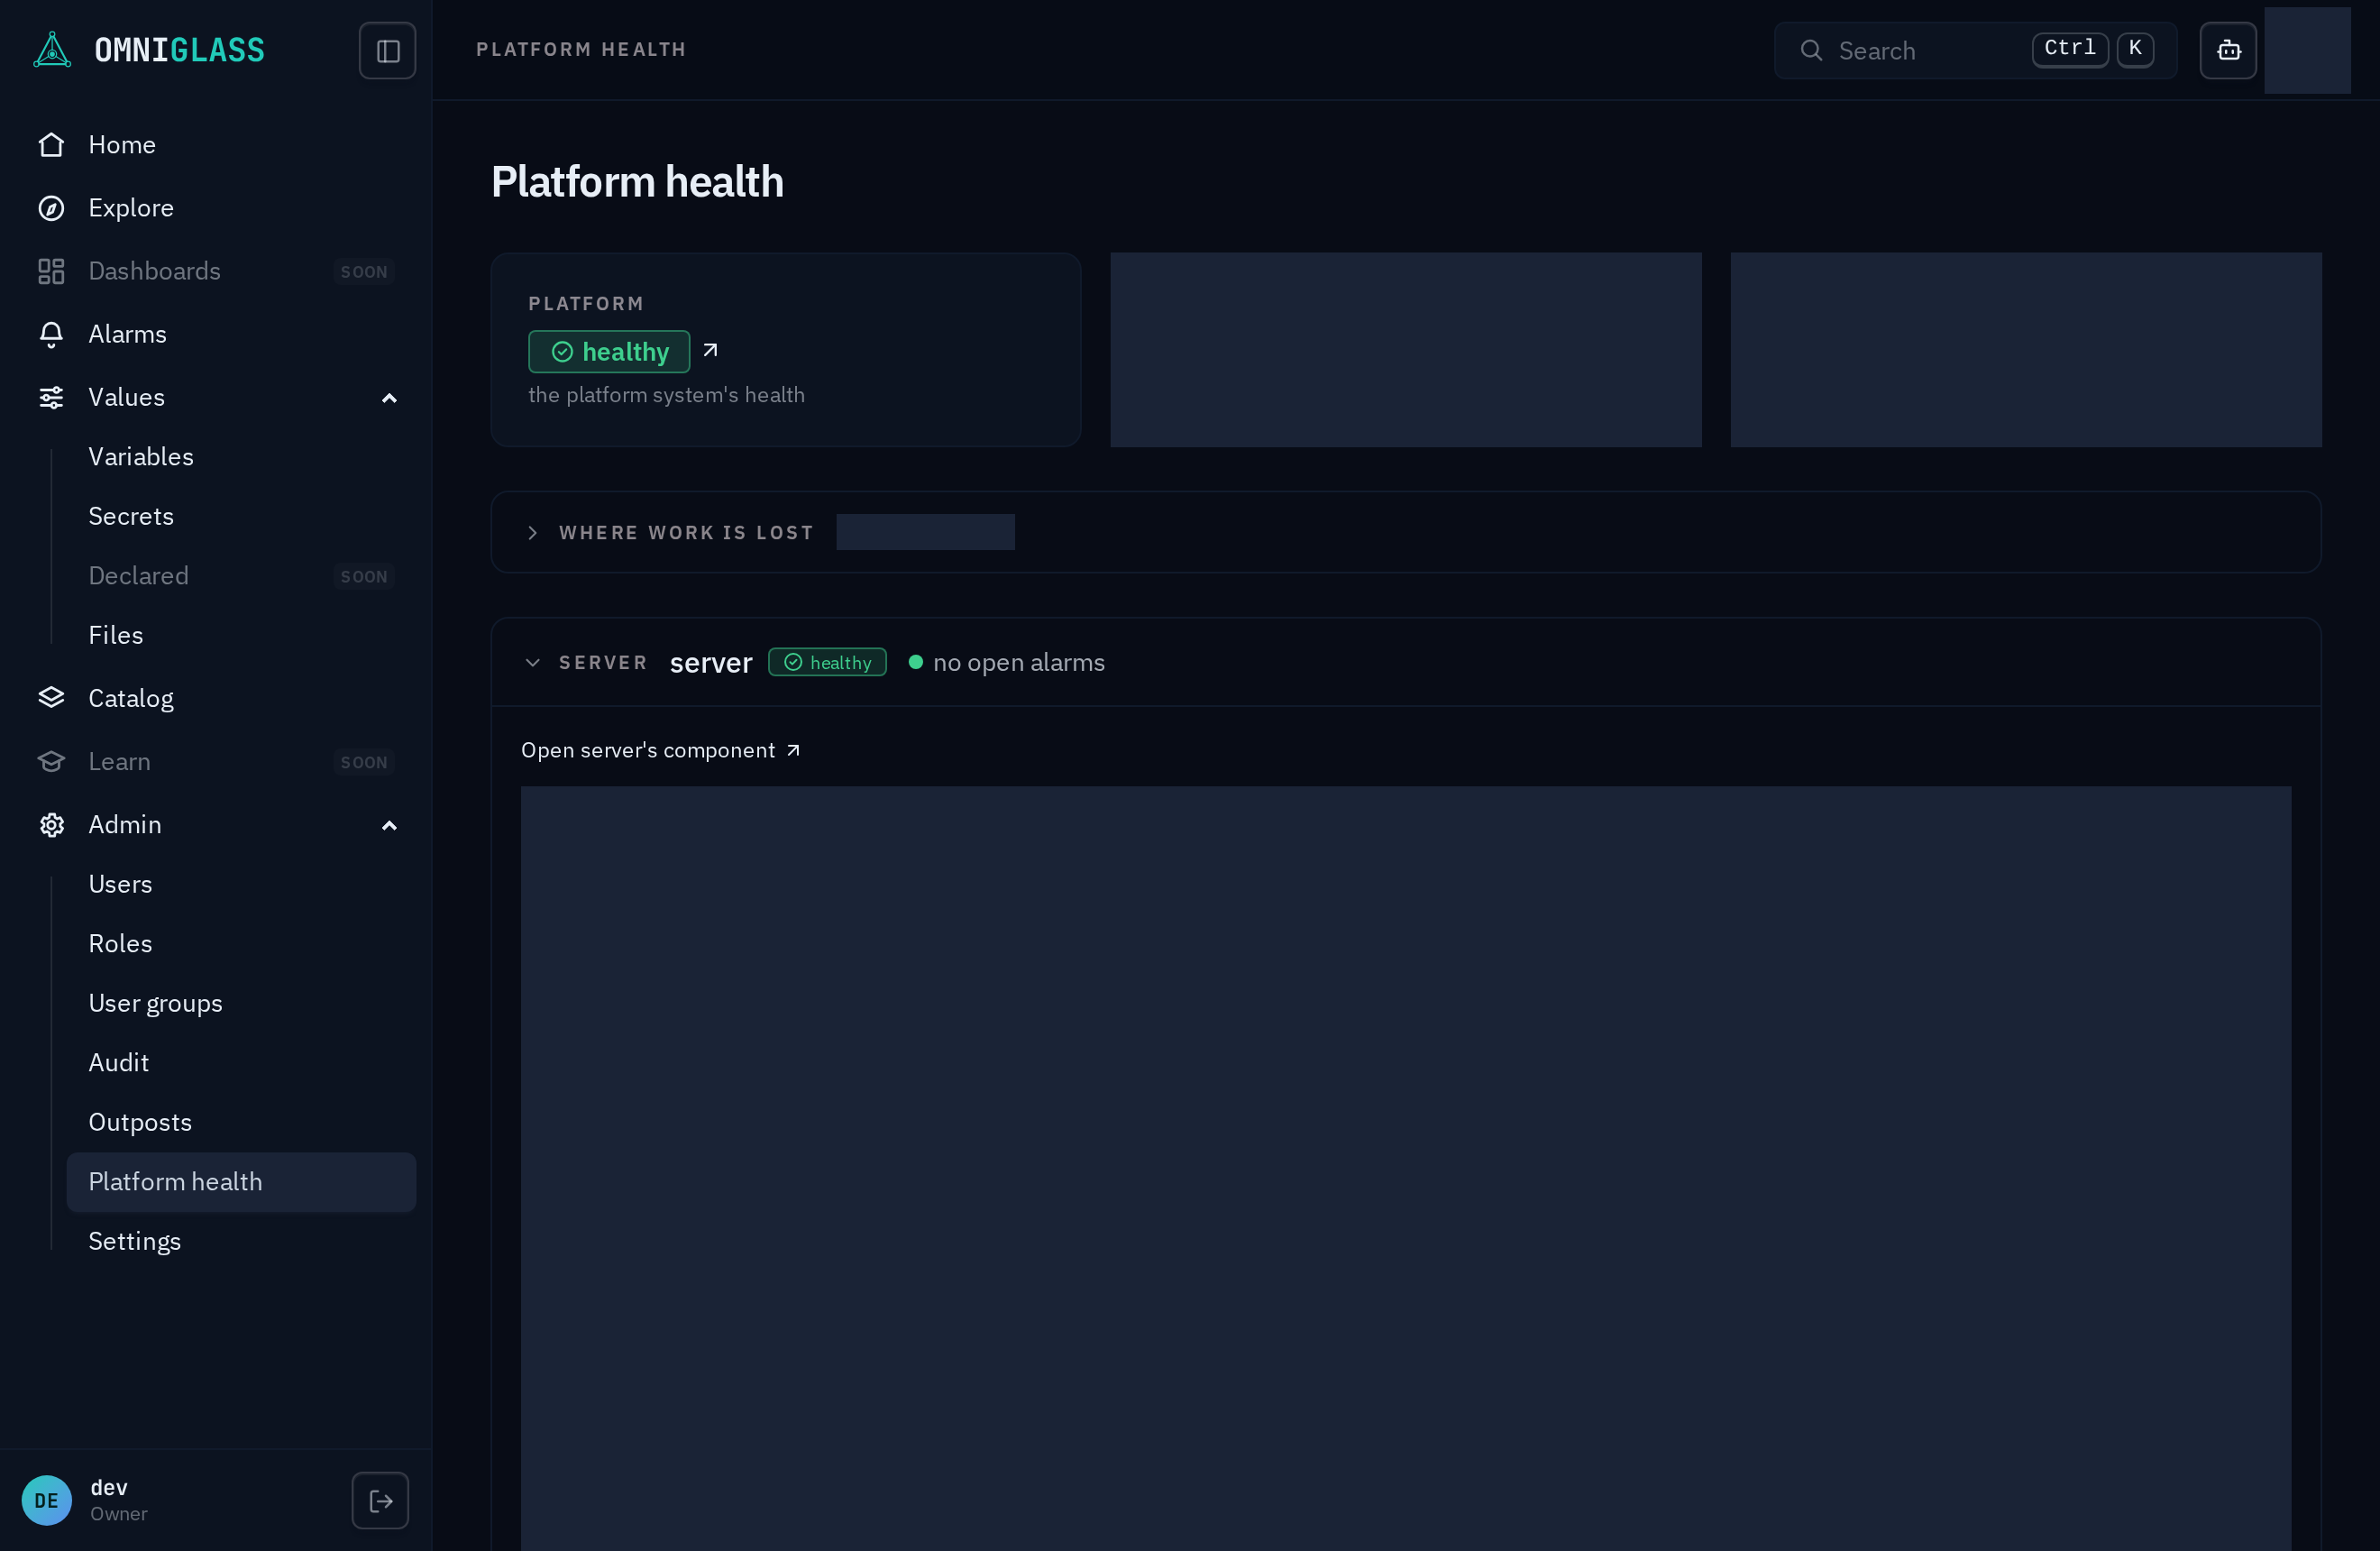 OMNIGLASS
PLATFORM HEALTH
Search
Ctrl K
Home
Explore
Dashboards SOON
Alarms
Values
Variables
Secrets
Declared SOON
Files
Catalog
Learn SOON
Admin
Users
Roles
User groups
Audit
Outposts
Platform health
Settings
DE
dev
Owner
Platform health
PLATFORM
healthy
the platform system's health
WHERE WORK IS LOST
SERVER server healthy no open alarms
Open server's component